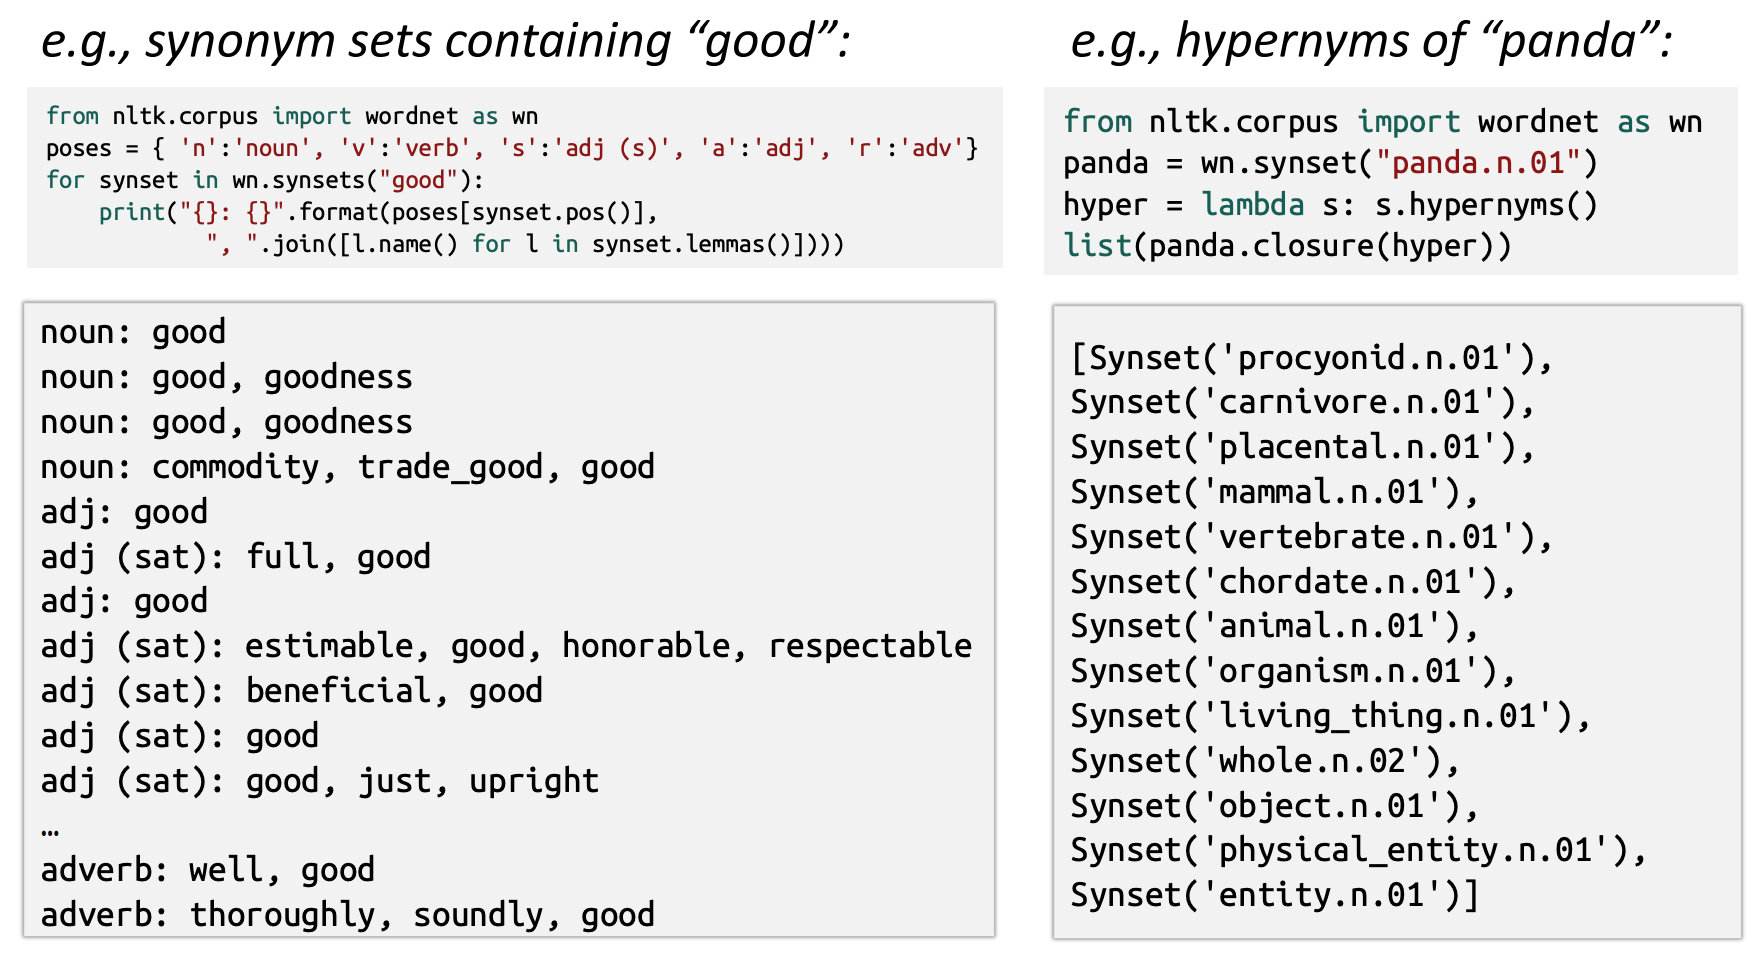 e.g., synonym sets containing “good”:
from nltk.corpus import wordnet as wn
poses = { 'n':'noun', 'v':'verb', 's':'adj (s)', 'a':'adj', 'r':'adv'}
for synset in wn.synsets("good"):
    print("{}: {}".format(poses[synset.pos()],
            ", ".join([l.name() for l in synset.lemmas()])))
noun: good
noun: good, goodness
noun: good, goodness
noun: commodity, trade_good, good
adj: good
adj (sat): full, good
adj: good
adj (sat): estimable, good, honorable, respectable
adj (sat): beneficial, good
adj (sat): good
adj (sat): good, just, upright
…
adverb: well, good
adverb: thoroughly, soundly, good
e.g., hypernyms of “panda”:
from nltk.corpus import wordnet as wn
panda = wn.synset("panda.n.01")
hyper = lambda s: s.hypernyms()
list(panda.closure(hyper))
[Synset('procyonid.n.01'),
Synset('carnivore.n.01'),
Synset('placental.n.01'),
Synset('mammal.n.01'),
Synset('vertebrate.n.01'),
Synset('chordate.n.01'),
Synset('animal.n.01'),
Synset('organism.n.01'),
Synset('living_thing.n.01'),
Synset('whole.n.02'),
Synset('object.n.01'),
Synset('physical_entity.n.01'),
Synset('entity.n.01')]